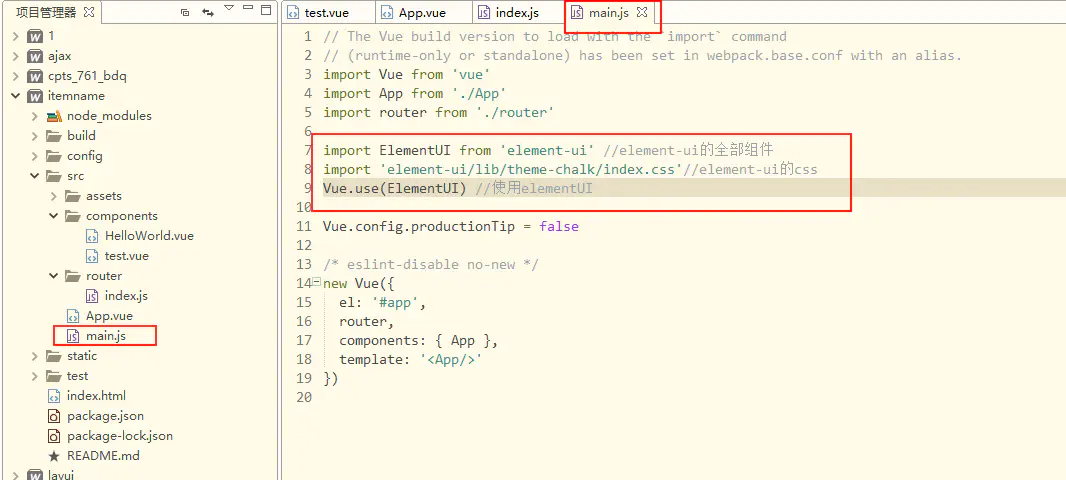 项目管理器
1
ajax
cpts_761_bdq
itemname
node_modules
build
config
src
assets
components
HelloWorld.vue
test.vue
router
index.js
App.vue
main.js
static
test
index.html
package.json
package-lock.json
README.md
layui
test.vue App.vue index.js main.js
1 // The Vue build version to load with the `import` command
2 // (runtime-only or standalone) has been set in webpack.base.conf with an alias.
3 import Vue from 'vue'
4 import App from './App'
5 import router from './router'
6
7 import ElementUI from 'element-ui' //element-ui的全部组件
8 import 'element-ui/lib/theme-chalk/index.css'//element-ui的css
9 Vue.use(ElementUI) //使用elementUI
10
11 Vue.config.productionTip = false
12
13 /* eslint-disable no-new */
14 new Vue({
15   el: '#app',
16   router,
17   components: { App },
18   template: '<App/>'
19 })
20